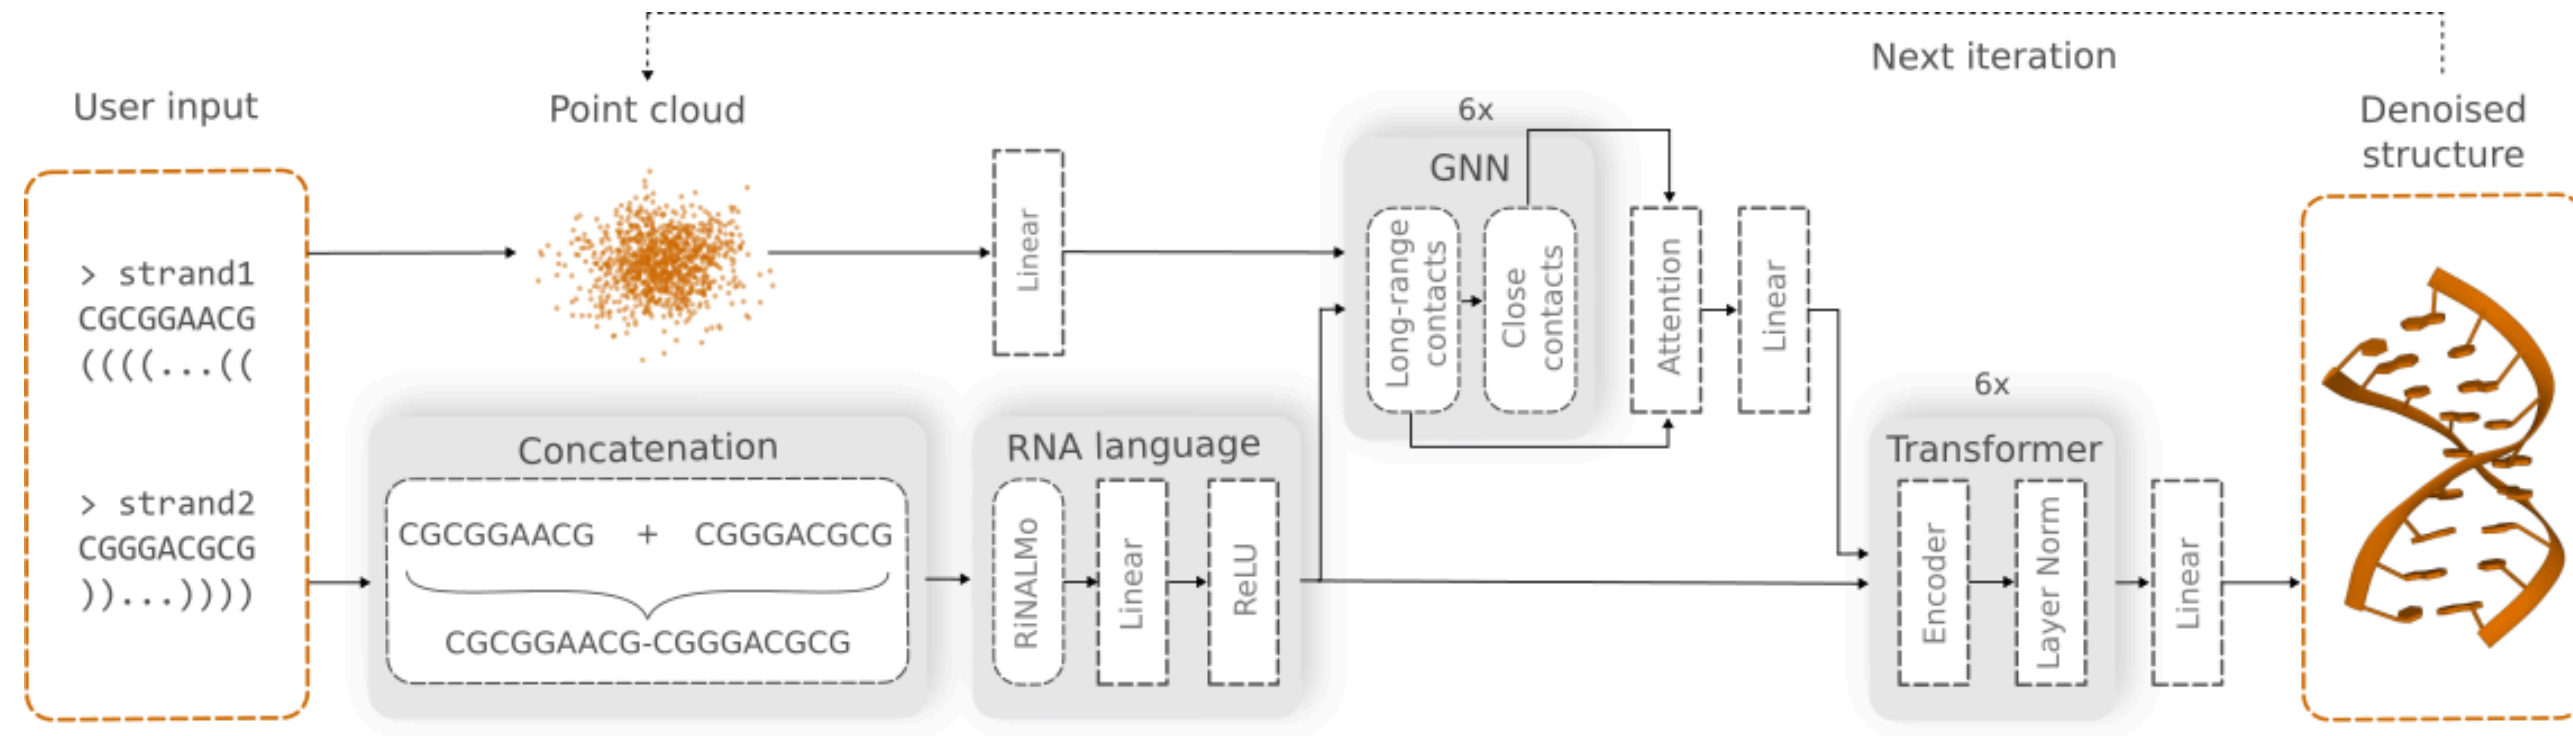 Next iteration
User input
Point cloud
6x
Denoised
structure
GNN
> strand1
CGCGGAACG
((((...((
Linear
Long-range
contacts
Close
contacts
Attention
Linear
> strand2
CGGGACGCG
))...))))
Concatenation
CGCGGAACG + CGGGACGCG
CGCGGAACG-CGGGACGCG
RNA language
RiNALMo
Linear
ReLU
6x
Transformer
Encoder
Layer Norm
Linear